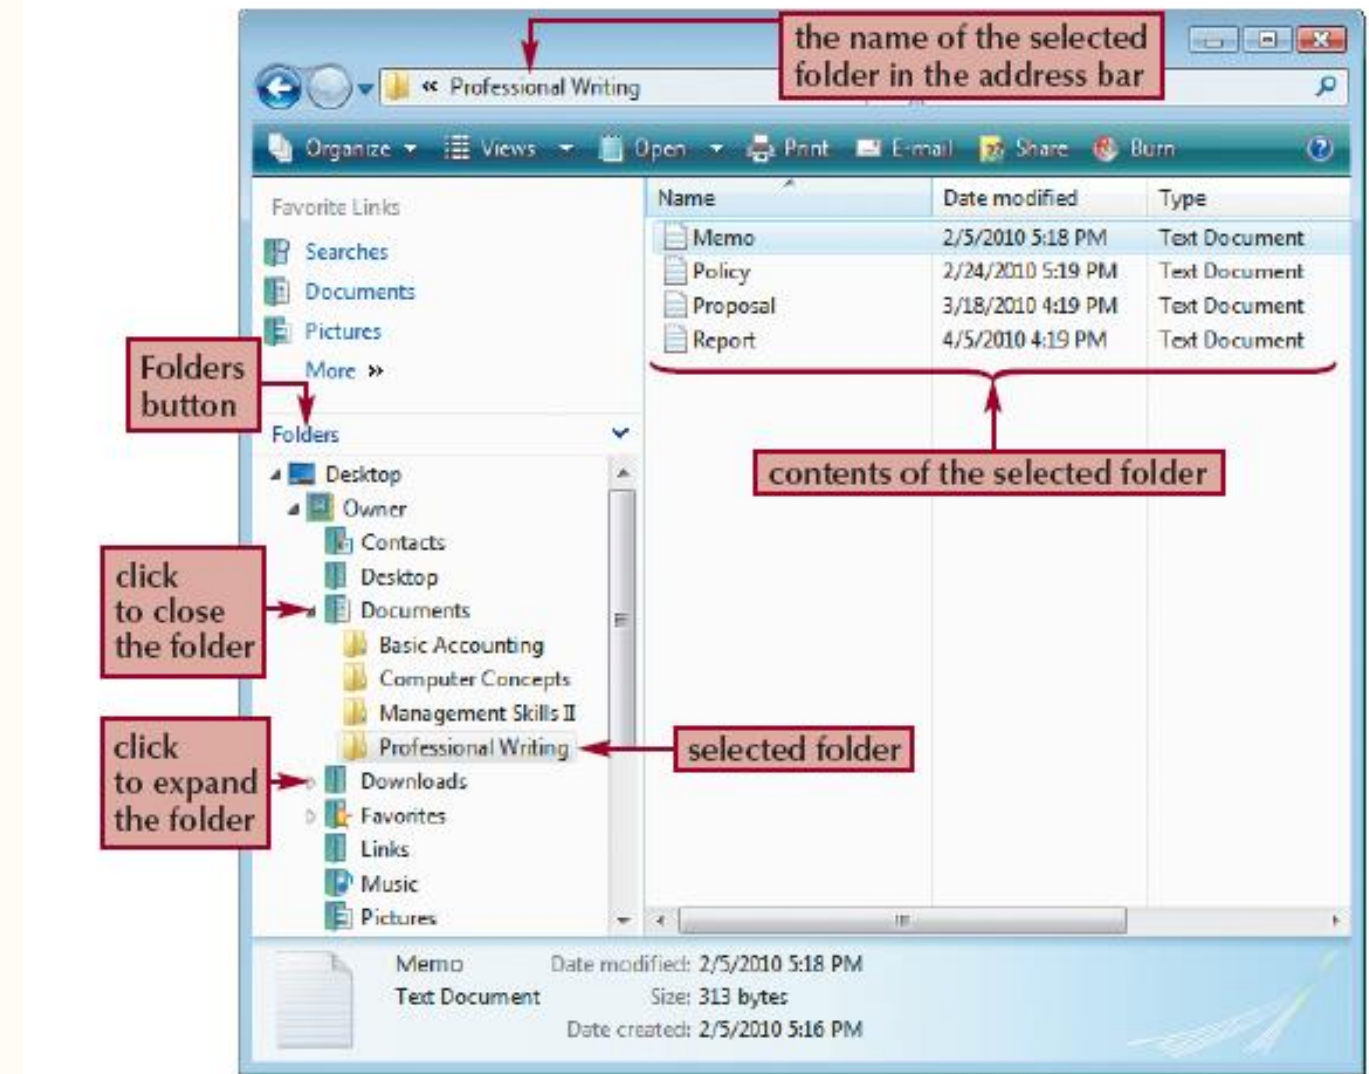 the name of the selected
folder in the address bar
« Professional Writing
Organize Views Open Print E-mail Share Burn
Favorite Links
Searches
Documents
Pictures
More »
Name Date modified Type
Memo 2/5/2010 5:18 PM Text Document
Policy 2/24/2010 5:19 PM Text Document
Proposal 3/18/2010 4:19 PM Text Document
Report 4/5/2010 4:19 PM Text Document
contents of the selected folder
Folders
button
Folders
Desktop
Owner
Contacts
Desktop
Documents
Basic Accounting
Computer Concepts
Management Skills II
Professional Writing
Downloads
Favorites
Links
Music
Pictures
click
to close
the folder
click
to expand
the folder
selected folder
Memo Date modified: 2/5/2010 5:18 PM
Text Document Size: 313 bytes
Date created: 2/5/2010 5:16 PM